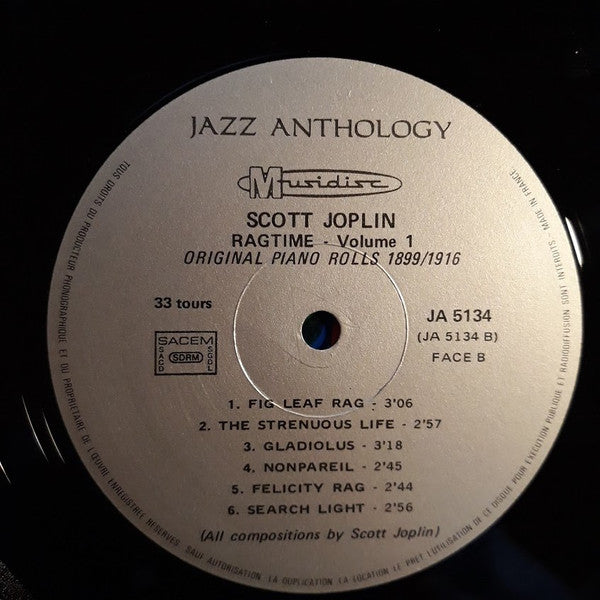 JAZZ ANTHOLOGY
Musidisc
SCOTT JOPLIN
RAGTIME - Volume 1
ORIGINAL PIANO ROLLS 1899/1916
33 tours
JA 5134
(JA 5134 B)
FACE B
SACEM
SACD
SDRM
SGDL
1. FIG LEAF RAG - 3'06
2. THE STRENUOUS LIFE - 2'57
3. GLADIOLUS - 3'18
4. NONPAREIL - 2'45
5. FELICITY RAG - 2'44
6. SEARCH LIGHT - 2'56
(All compositions by Scott Joplin)
TOUS DROITS DU PRODUCTEUR PHONOGRAPHIQUE ET DU PROPRIETAIRE DE L'ŒUVRE ENREGISTREE RESERVES. SAUF AUTORISATION, LA DUPLICATION, LA LOCATION, LE PRET, L'UTILISATION DE CE DISQUE POUR EXECUTION PUBLIQUE ET RADIODIFFUSION SONT INTERDITS - MADE IN FRANCE